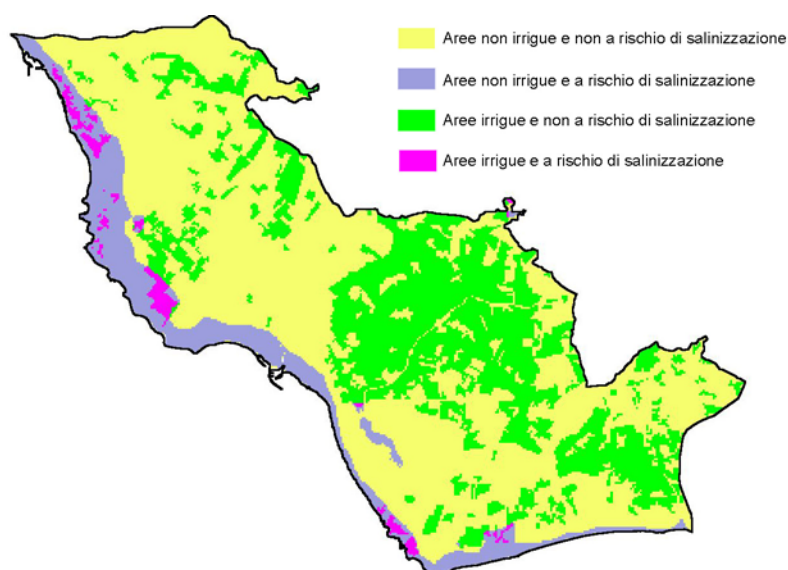 Aree non irrigue e non a rischio di salinizzazione
Aree non irrigue e a rischio di salinizzazione
Aree irrigue e non a rischio di salinizzazione
Aree irrigue e a rischio di salinizzazione